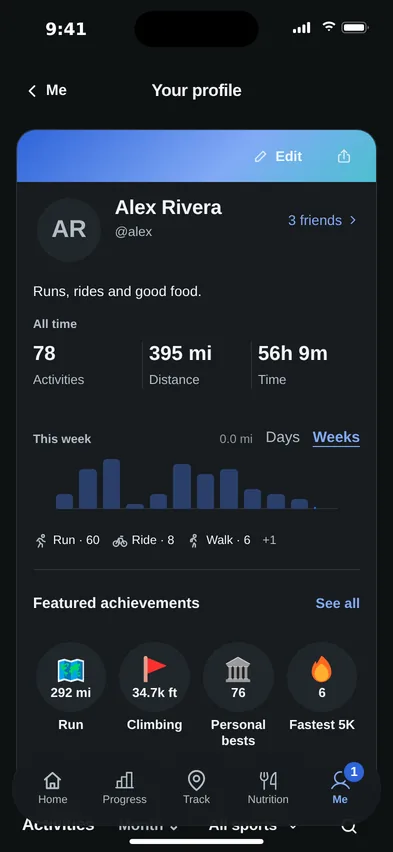 9:41
Me
Your profile
Edit
AR
Alex Rivera
@alex
3 friends
Runs, rides and good food.
All time
78
395 mi
56h 9m
Activities
Distance
Time
This week
0.0 mi
Days
Weeks
Run · 60
Ride · 8
Walk · 6
+1
Featured achievements
See all
292 mi
34.7k ft
76
6
Run
Climbing
Personal
bests
Fastest 5K
1
Home
Progress
Track
Nutrition
Me
Activities
Month
All sports